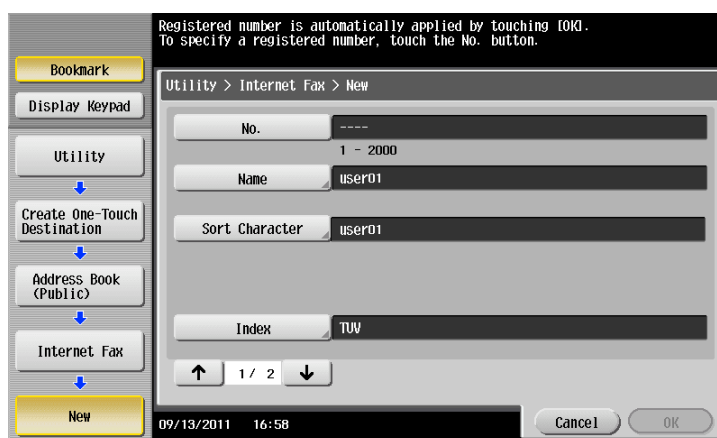 Registered number is automatically applied by touching [OK].
To specify a registered number, touch the No. button.
Bookmark
Display Keypad
Utility
Create One-Touch
Destination
Address Book
(Public)
Internet Fax
New
Utility > Internet Fax > New
No.
----
1 - 2000
Name
user01
Sort Character
user01
Index
TUV
↑ 1/ 2 ↓
09/13/2011 16:58
Cancel
OK